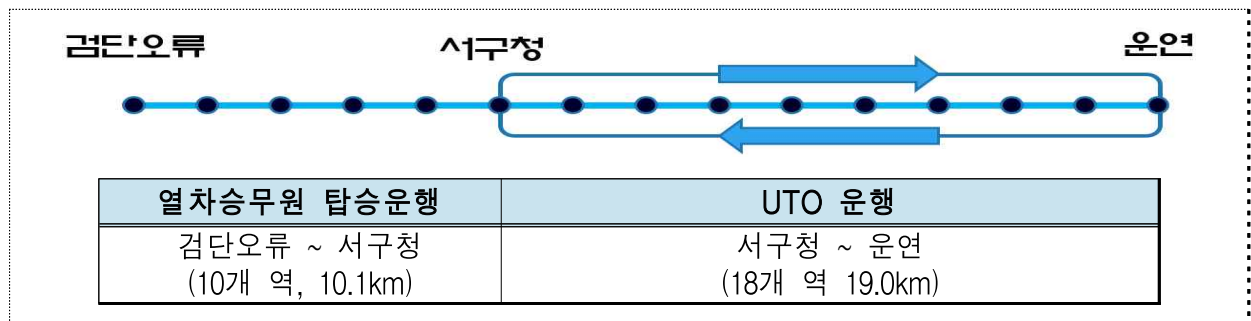 검단오류 서구청 운연
열차승무원 탑승운행 UTO 운행
검단오류 ~ 서구청 서구청 ~ 운연
(10개 역, 10.1km) (18개 역 19.0km)